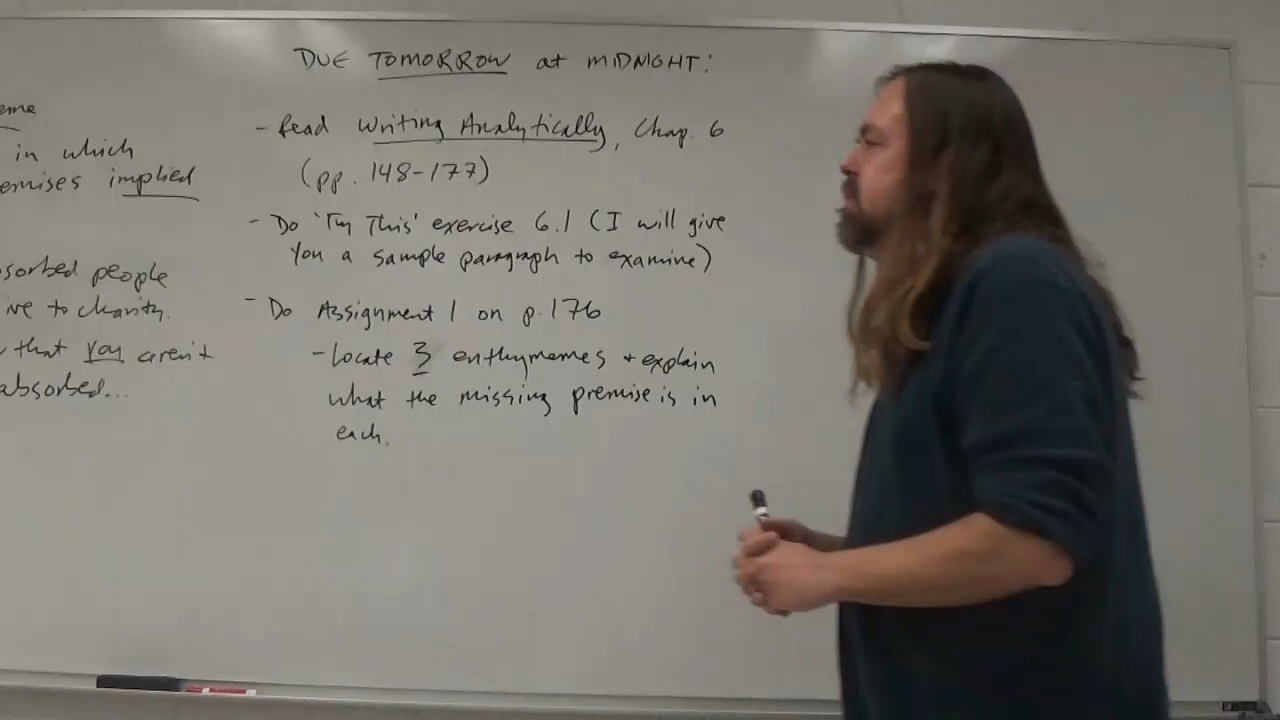 DUE TOMORROW at MIDNIGHT:
eme
in which
emises implied
sorbed people
ive to charity.
that you aren't
absorbed...
- Read Writing Analytically, Chap. 6
(pp. 148-177)
- Do 'Try This' exercise 6.1 (I will give
you a sample paragraph to examine)
- Do Assignment 1 on p. 176
- Locate 3 enthymemes + explain
what the missing premise is in
each.